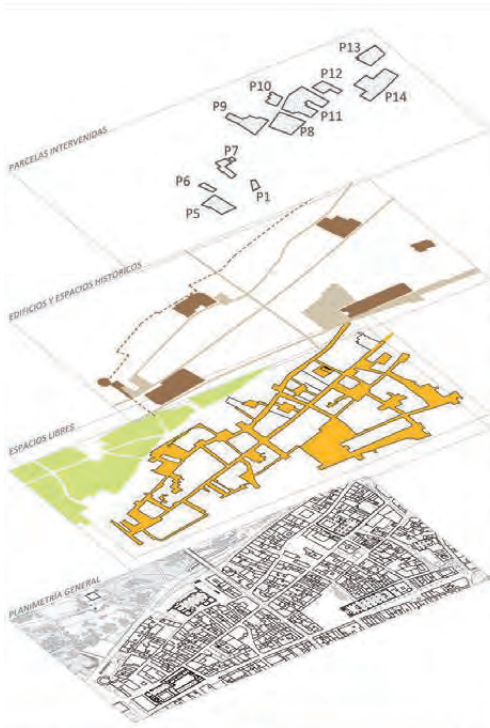 P13
P12
P10
P14
P9
P11
P8
PARCELAS INTERVENIDAS
P7
P6
P1
P5
EDIFICIOS Y ESPACIOS HISTÓRICOS
ESPACIOS LIBRES
PLANIMETRÍA GENERAL